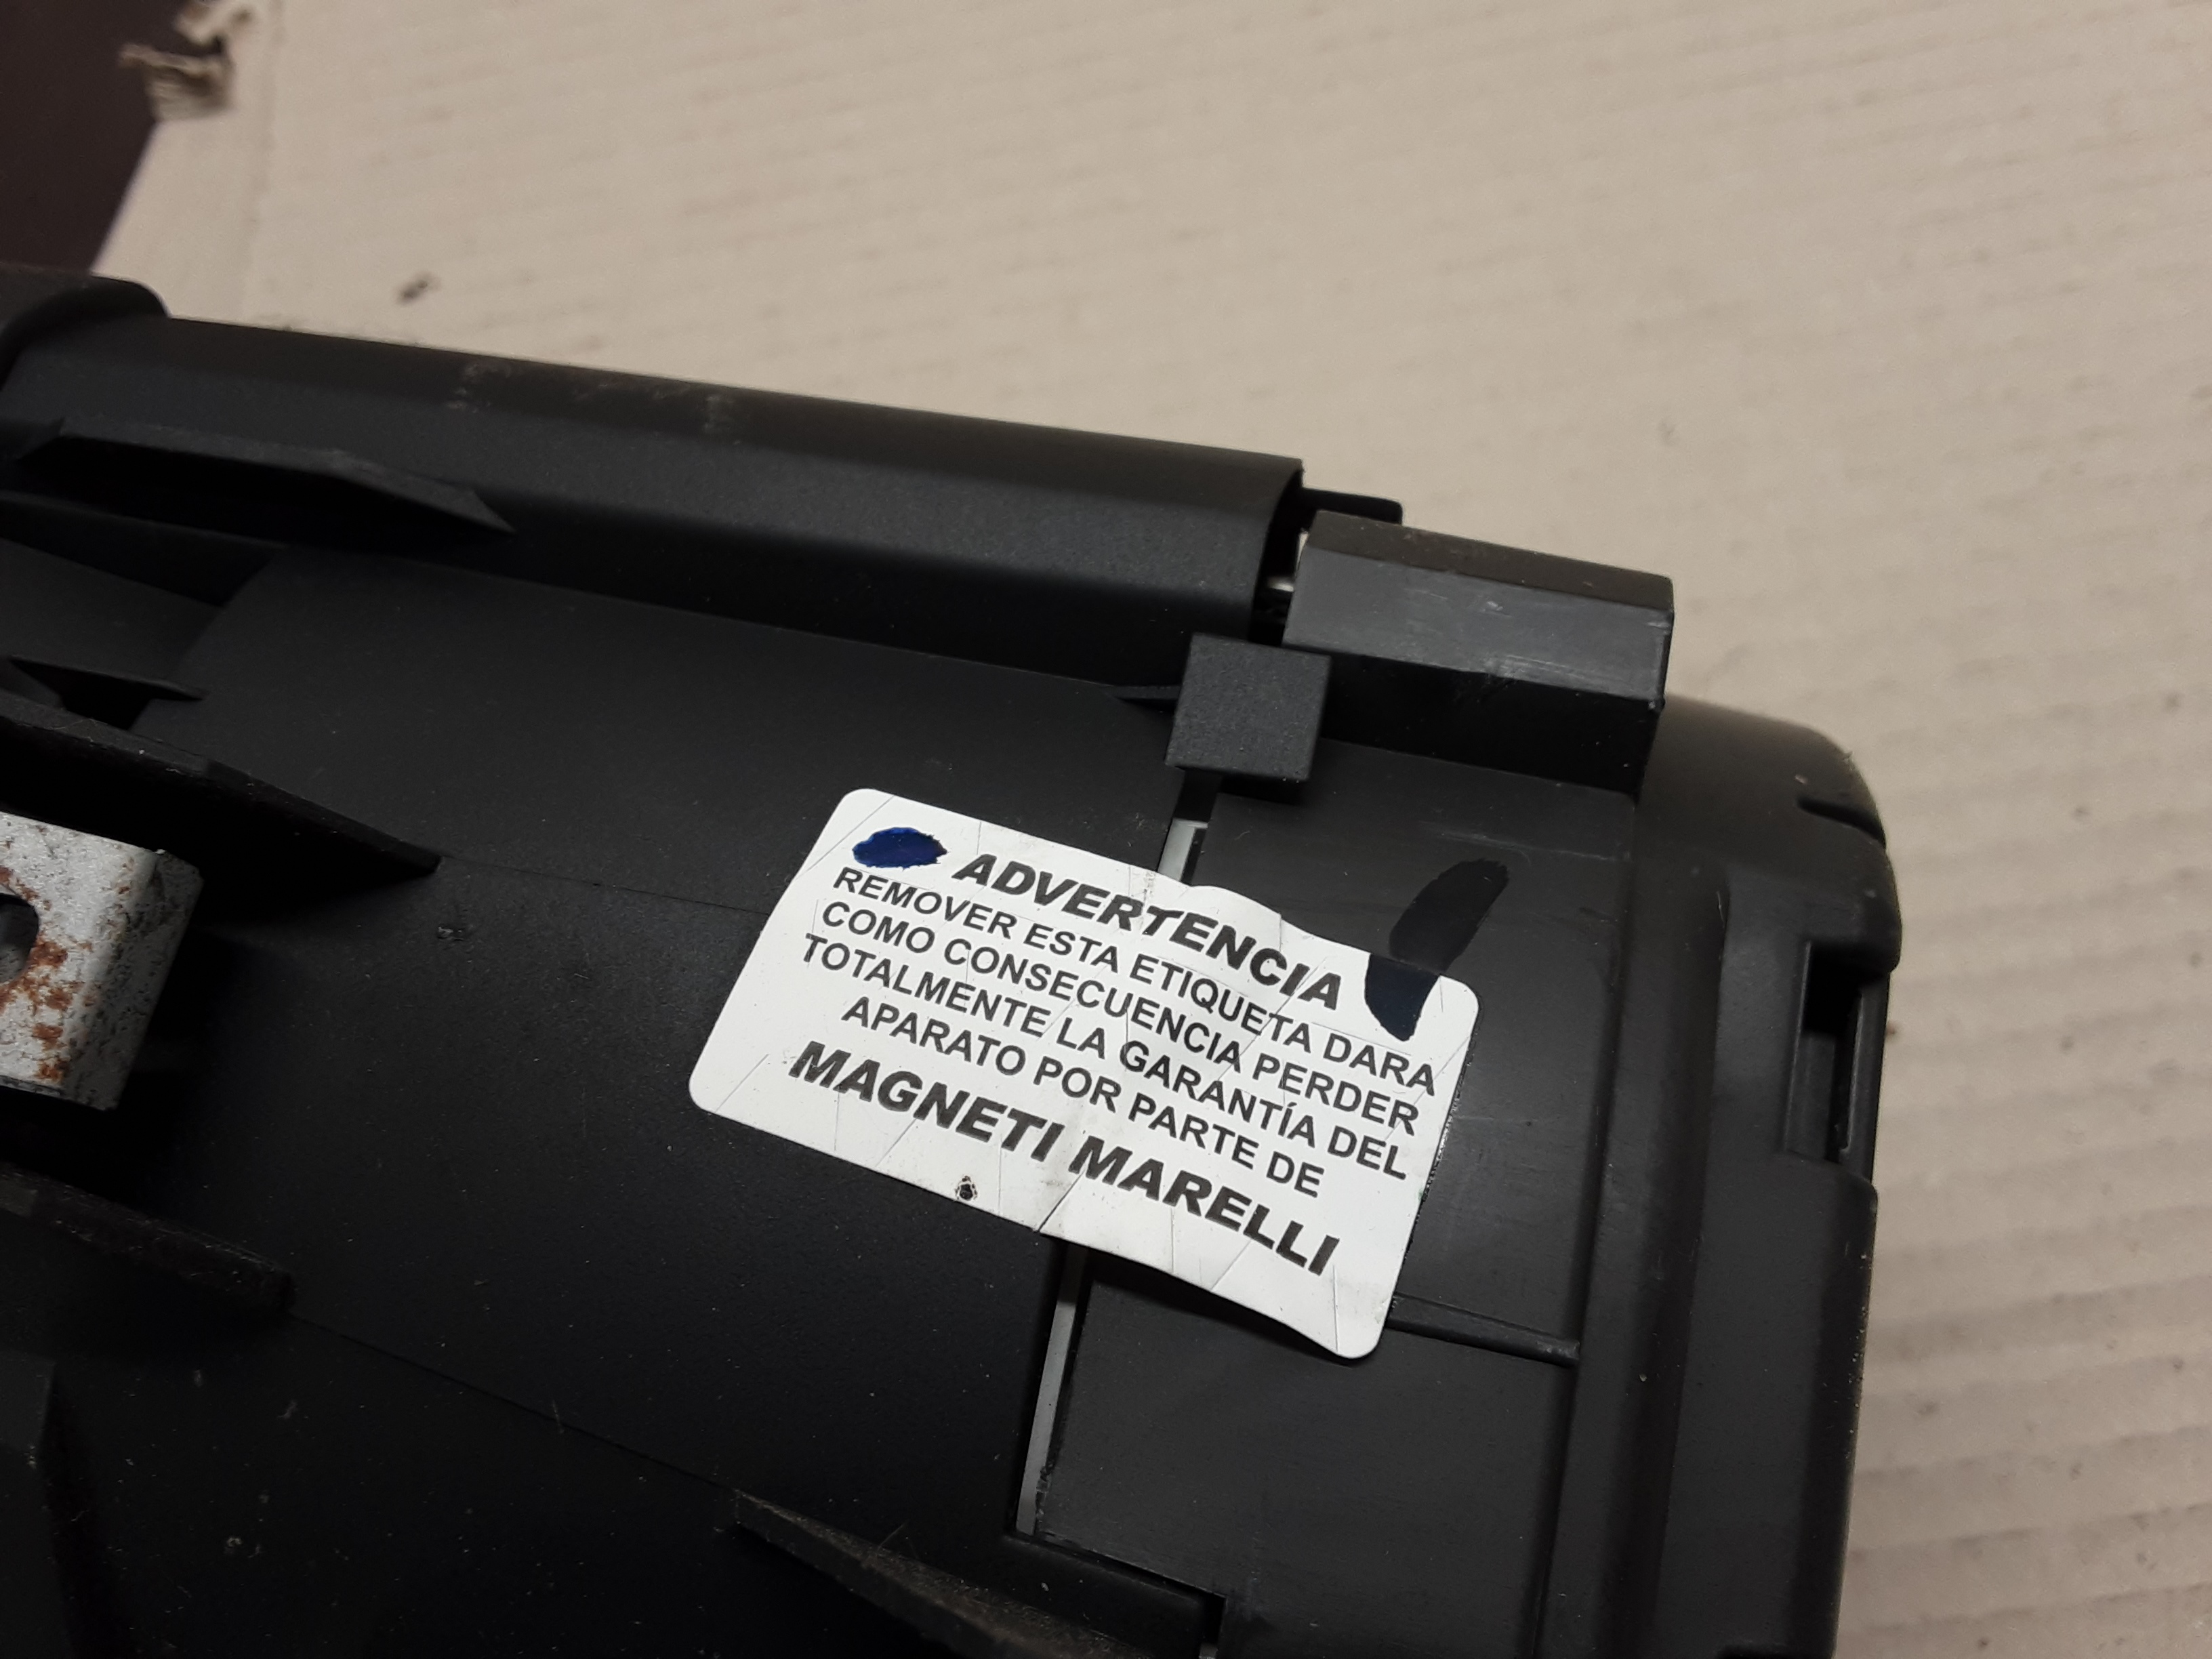 ADVERTENCIA
REMOVER ESTA ETIQUETA DARA
COMO CONSECUENCIA PERDER
TOTALMENTE LA GARANTÍA DEL
APARATO POR PARTE DE
MAGNETI MARELLI